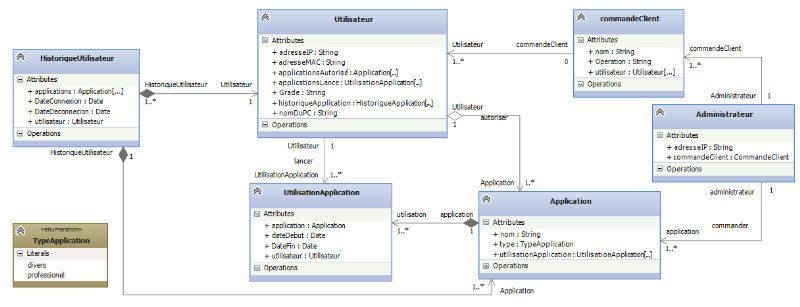 HistoriqueUtilisateur
Attributes
+ applications : Application[...]
+ DateConnexion : Date
+ DateDeconnecion : Date
+ utilisateur : Utilisateur
Operations
Utilisateur
Attributes
+ adresseIP : String
+ adresseMAC : String
+ applicationsAutorisé : Application[..]
+ applicationsLance : UtilisationApplication[..]
+ Grade : String
+ historiqueApplication : HistoriqueApplication[..]
+ nomDuPC : String
Operations
commandeClient
Attributes
+ nom : String
+ Operation : String
+ utilisateur : Utilisateur[...]
Operations
Administrateur
Attributes
+ adresseIP : String
+ commandeClient : CommandeClient
Operations
UtilisationApplication
Attributes
+ application : Application
+ dateDebut : Date
+ DateFin : Date
+ utilisateur : Utilisateur
Operations
Application
Attributes
+ nom : String
+ type : TypeApplication
+ utilisationApplication : UtilisationApplication[..]
Operations
«enumeration»
TypeApplication
Literals
divers
professionel
HistoriqueUtilisateur
1..*
Utilisateur
1
Utilisateur
1..*
commandeClient
0
commandeClient
1..*
Administrateur
1
Utilisateur
1
autoriser
Application
1..*
Utilisateur
1
lancer
UtilisationApplication
1..*
utilisation
1..*
application
1
administrateur
1
commander
application
1..*
HistoriqueUtilisateur
1
Application
1..*